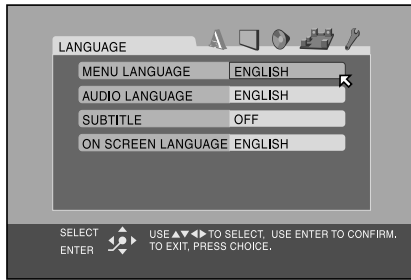 LANGUAGE
MENU LANGUAGE ENGLISH
AUDIO LANGUAGE ENGLISH
SUBTITLE OFF
ON SCREEN LANGUAGE ENGLISH
SELECT USE ▲▼◀▶ TO SELECT, USE ENTER TO CONFIRM.
ENTER TO EXIT, PRESS CHOICE.